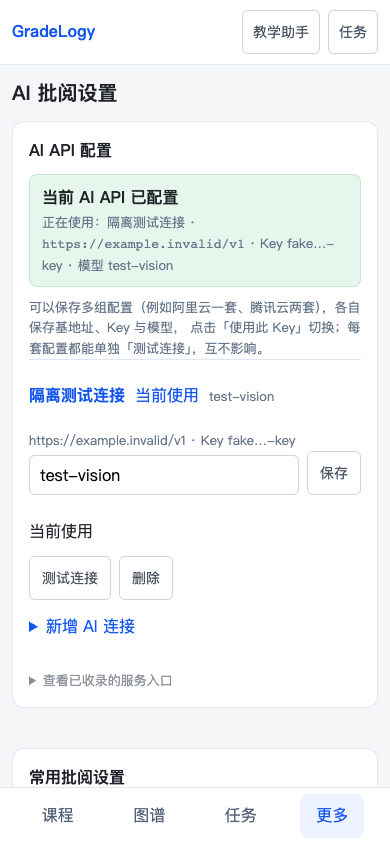 GradeLogy 教学助手 任务
AI 批阅设置
AI API 配置
当前 AI API 已配置
正在使用：隔离测试连接 ·
https://example.invalid/v1 · Key fake...-
key · 模型 test-vision
可以保存多组配置（例如阿里云一套、腾讯云两套），各自
保存基地址、Key 与模型， 点击「使用此 Key」切换；每
套配置都能单独「测试连接」，互不影响。
隔离测试连接 当前使用 test-vision
https://example.invalid/v1 · Key fake...-key
test-vision 保存
当前使用
测试连接 删除
新增 AI 连接
查看已收录的服务入口
常用批阅设置
课程 图谱 任务 更多